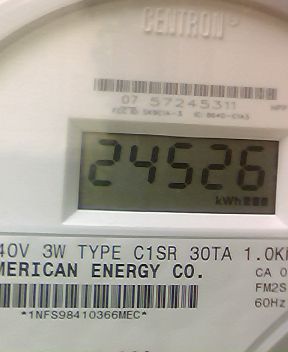 CENTRON®
07 57245311
24526
kWh
40V 3W TYPE C1SR 30TA 1.0K
MERICAN ENERGY CO.
CA 0
FM2S
60Hz
*1NFS98410366MEC*